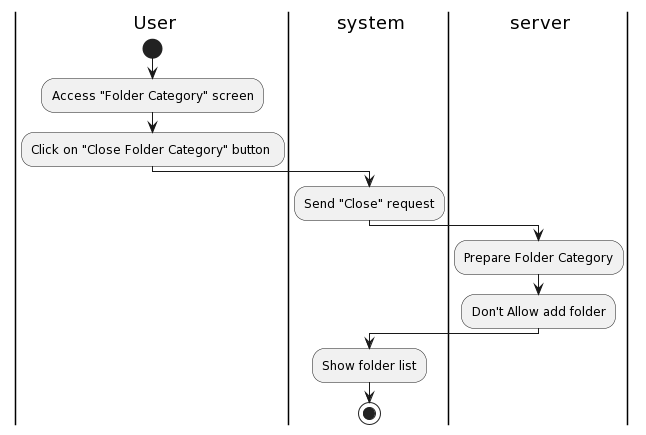 User
system
server
Access "Folder Category" screen
Click on "Close Folder Category" button
Send "Close" request
Prepare Folder Category
Don't Allow add folder
Show folder list